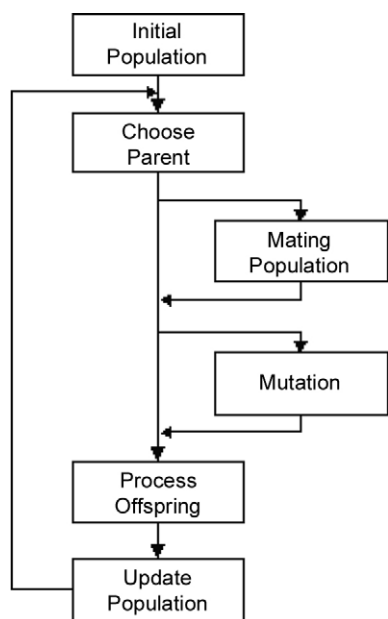 Initial
Population
Choose
Parent
Mating
Population
Mutation
Process
Offspring
Update
Population